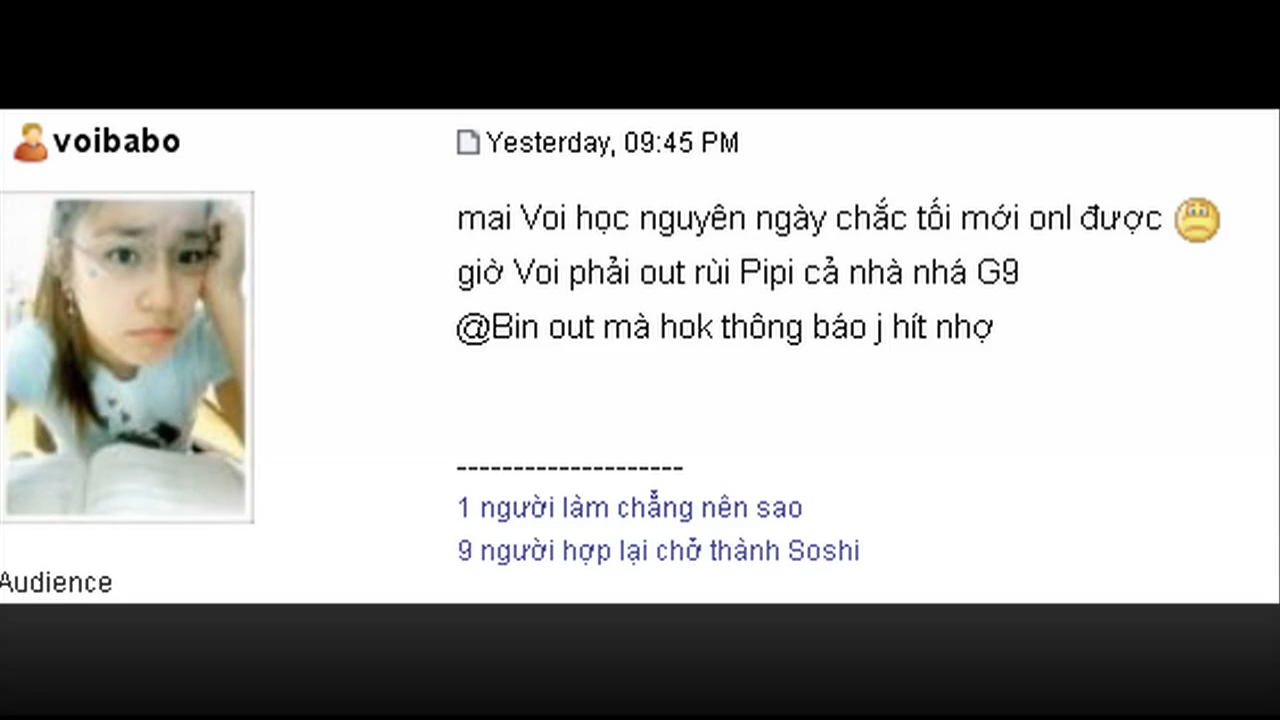 voibabo
Yesterday, 09:45 PM
mai Voi học nguyên ngày chắc tối mới onl được
giờ Voi phải out rùi Pipi cả nhà nhá G9
@Bin out mà hok thông báo j hít nhợ
--------------------
1 người làm chẳng nên sao
9 người hợp lại chở thành Soshi
Audience